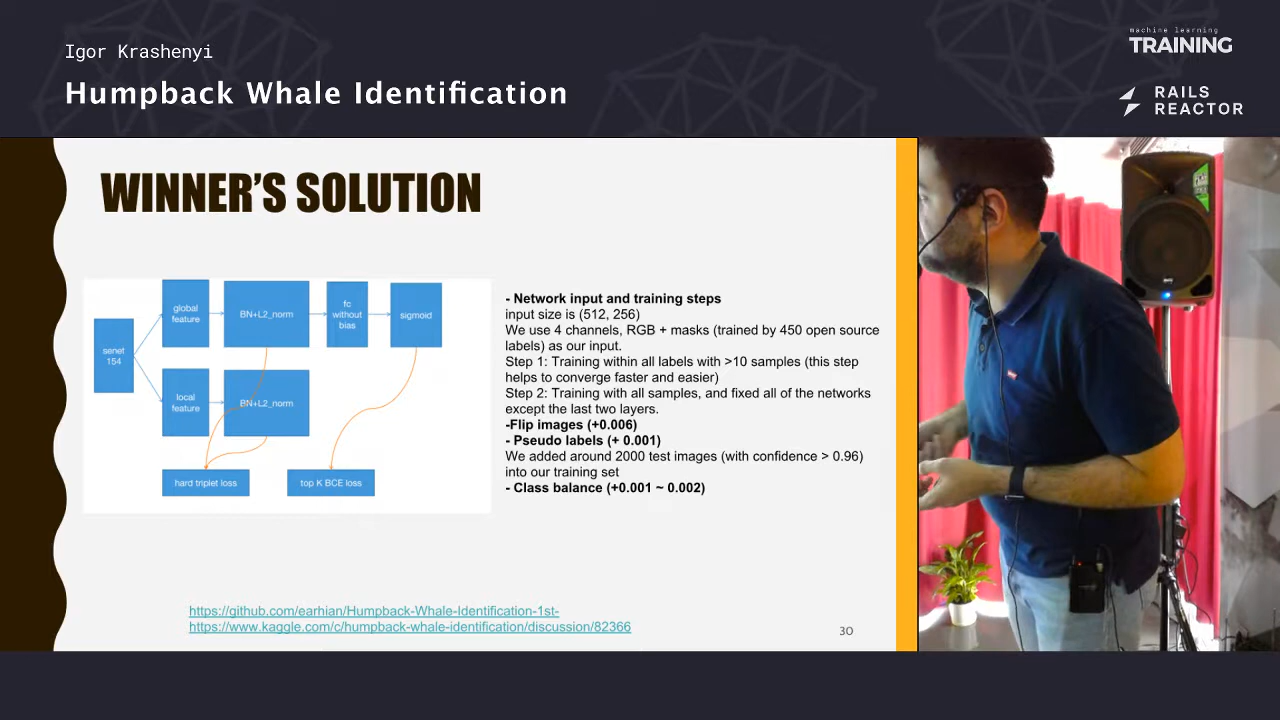 Igor Krashenyi
Humpback Whale Identification
machine learning
TRAINING
RAILS
REACTOR
WINNER'S SOLUTION
senet
154
global
feature
BN+L2_norm
fc
without
bias
sigmoid
local
feature
BN+L2_norm
hard triplet loss
top K BCE loss
- Network input and training steps
input size is (512, 256)
We use 4 channels, RGB + masks (trained by 450 open source
labels) as our input.
Step 1: Training within all labels with >10 samples (this step
helps to converge faster and easier)
Step 2: Training with all samples, and fixed all of the networks
except the last two layers.
-Flip images (+0.006)
- Pseudo labels (+ 0.001)
We added around 2000 test images (with confidence > 0.96)
into our training set
- Class balance (+0.001 ~ 0.002)
https://github.com/earhian/Humpback-Whale-Identification-1st-
https://www.kaggle.com/c/humpback-whale-identification/discussion/82366
30